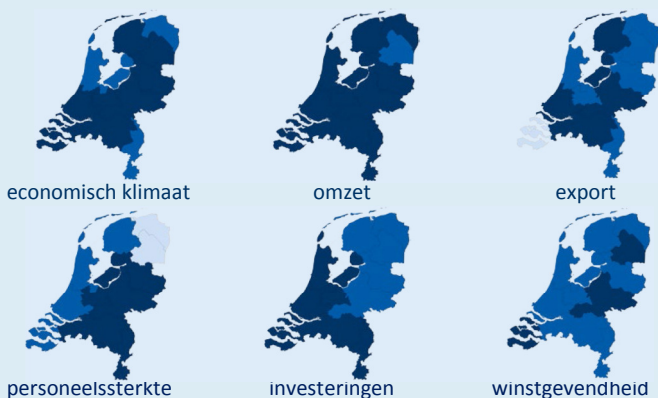 economisch klimaat
omzet
export
personeelssterkte
investeringen
winstgevendheid